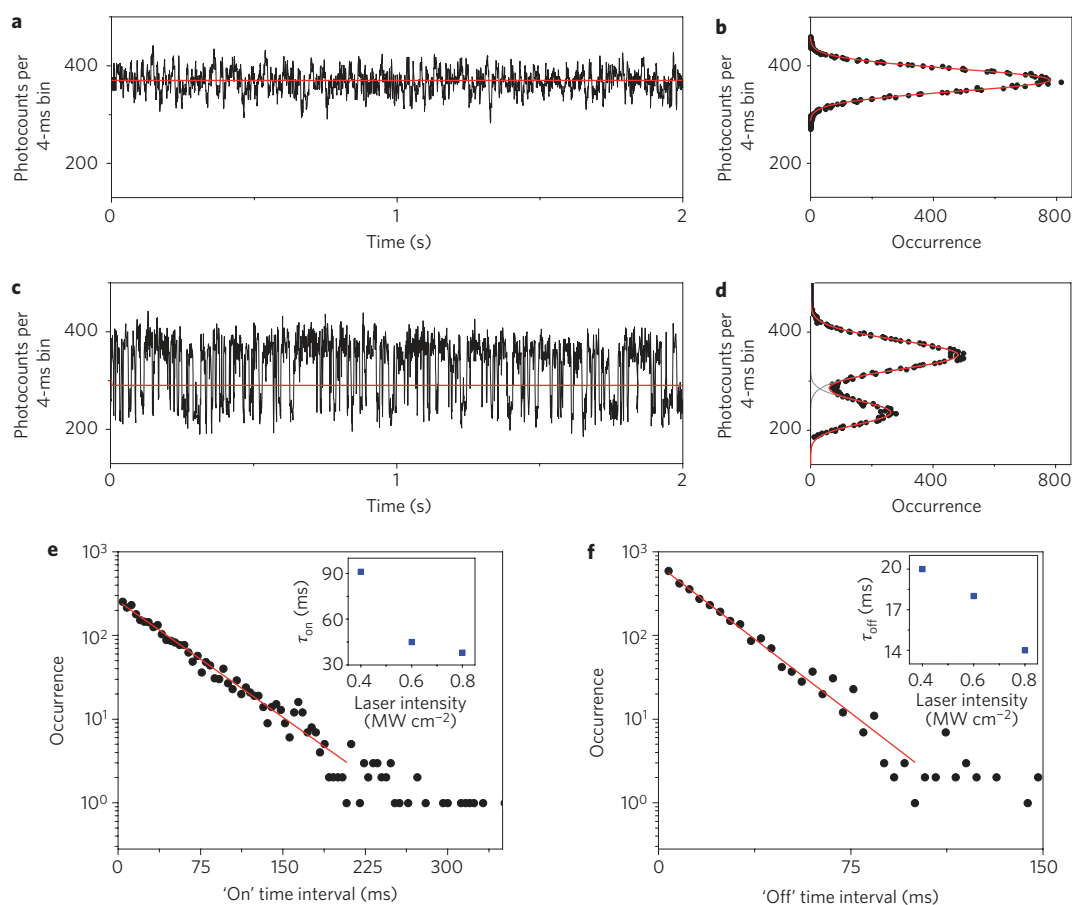 a
Photocounts per
4-ms bin
400
200
0
1
2
Time (s)
b
Photocounts per
4-ms bin
400
200
0
400
800
Occurrence
c
Photocounts per
4-ms bin
400
200
0
1
2
Time (s)
d
Photocounts per
4-ms bin
400
200
0
400
800
Occurrence
e
Occurrence
10³
10²
10¹
10⁰
0
75
150
225
300
'On' time interval (ms)
τon (ms)
90
60
30
0.4
0.6
0.8
Laser intensity
(MW cm⁻²)
f
Occurrence
10³
10²
10¹
10⁰
0
75
150
'Off' time interval (ms)
τoff (ms)
20
17
14
0.4
0.6
0.8
Laser intensity
(MW cm⁻²)